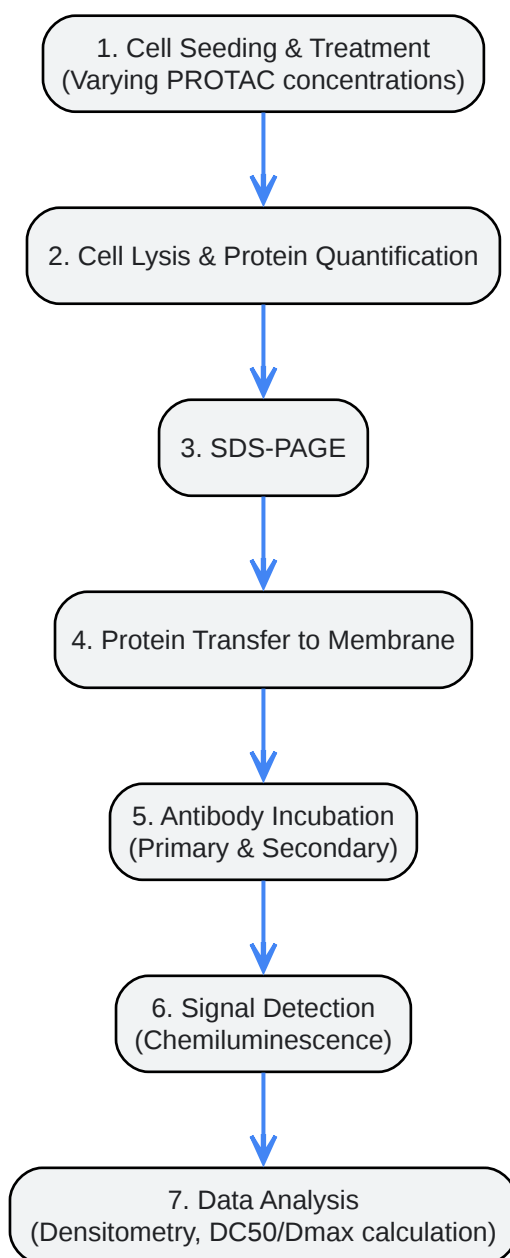 1. Cell Seeding & Treatment
(Varying PROTAC concentrations)
2. Cell Lysis & Protein Quantification
3. SDS-PAGE
4. Protein Transfer to Membrane
5. Antibody Incubation
(Primary & Secondary)
6. Signal Detection
(Chemiluminescence)
7. Data Analysis
(Densitometry, DC50/Dmax calculation)